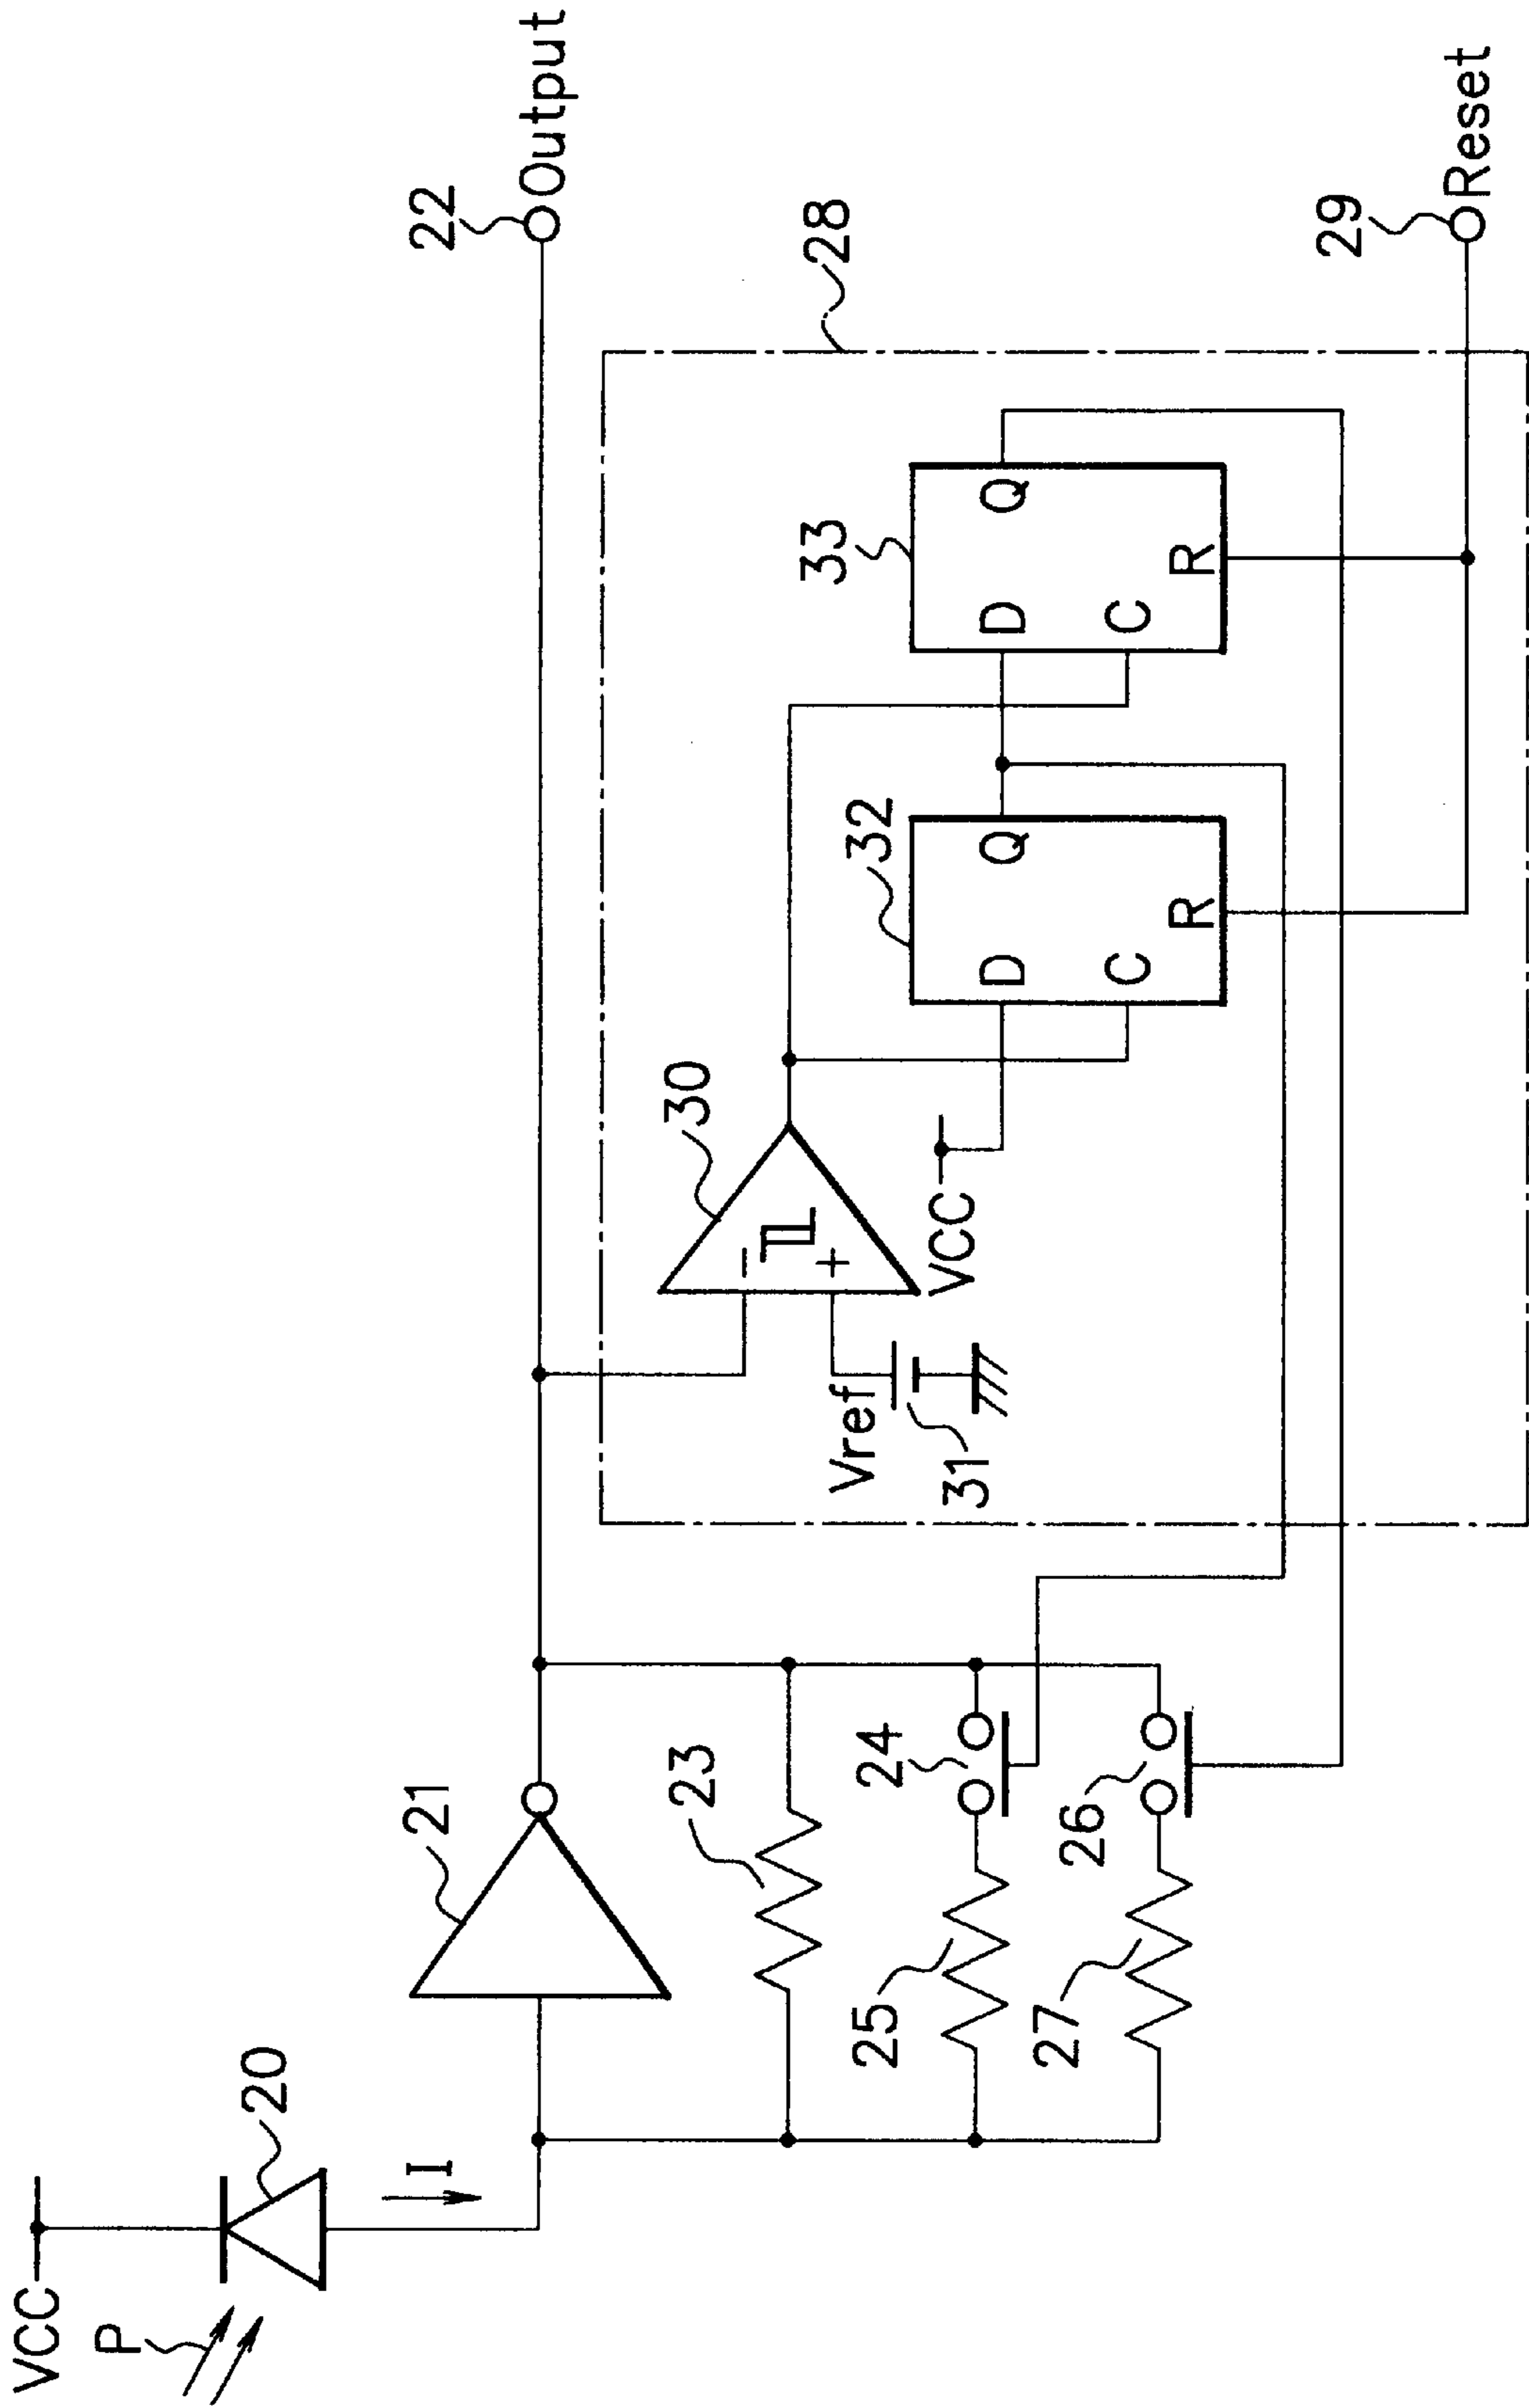 VCC
P
20
I
21
22
Output
23
24
25
26
27
28
30
−
+
Vref
31
VCC
32
D
Q
C
R
33
D
Q
C
R
29
Reset